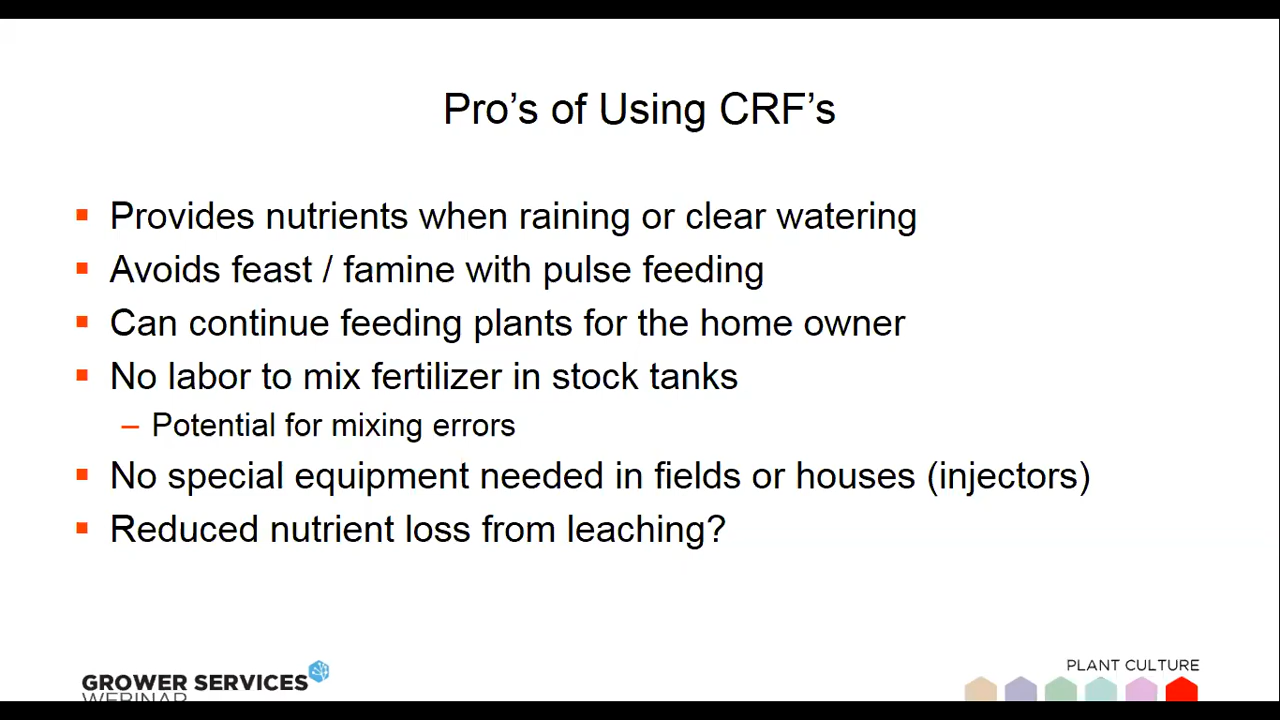 Pro’s of Using CRF’s
▪ Provides nutrients when raining or clear watering
▪ Avoids feast / famine with pulse feeding
▪ Can continue feeding plants for the home owner
▪ No labor to mix fertilizer in stock tanks
– Potential for mixing errors
▪ No special equipment needed in fields or houses (injectors)
▪ Reduced nutrient loss from leaching?
PLANT CULTURE
GROWER SERVICES
WEBINAR